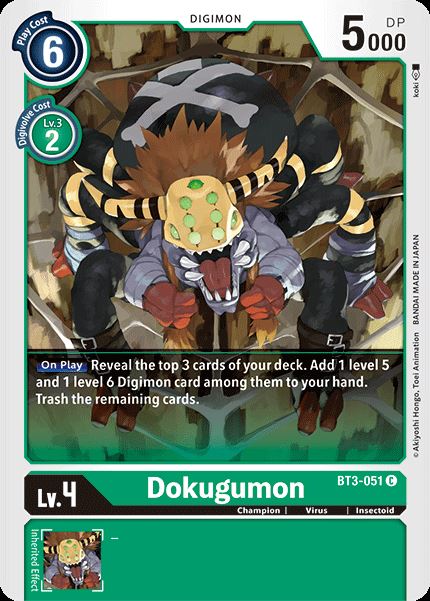 Play Cost
6
DIGIMON
5000
DP
koki
Digivolve Cost
Lv.3
2
On Play Reveal the top 3 cards of your deck. Add 1 level 5
and 1 level 6 Digimon card among them to your hand.
Trash the remaining cards.
© Akiyoshi Hongo, Toei Animation BANDAI MADE IN JAPAN
Lv.4
Dokugumon
BT3-051 C
Champion | Virus | Insectoid
Inherited Effect
–